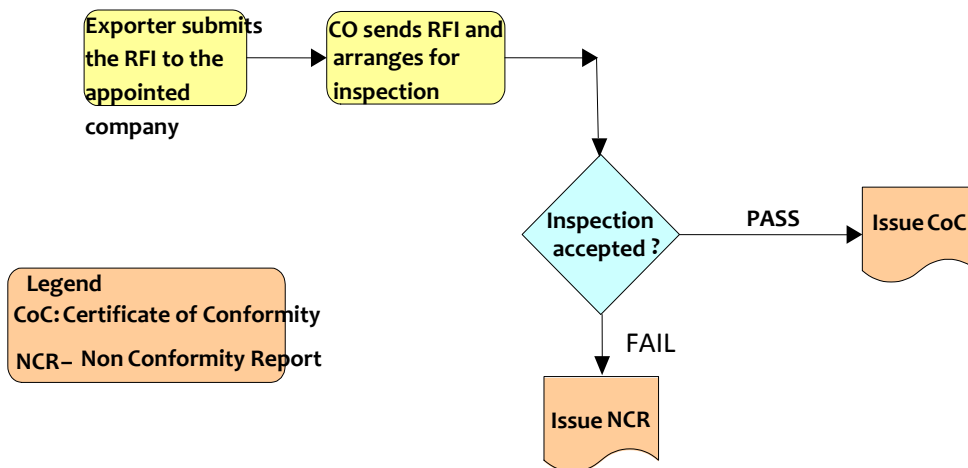 Exporter submits
the RFI to the
appointed
company
CO sends RFI and
arranges for
inspection
Inspection
accepted ?
PASS
Issue CoC
FAIL
Issue NCR
Legend
CoC: Certificate of Conformity
NCR– Non Conformity Report